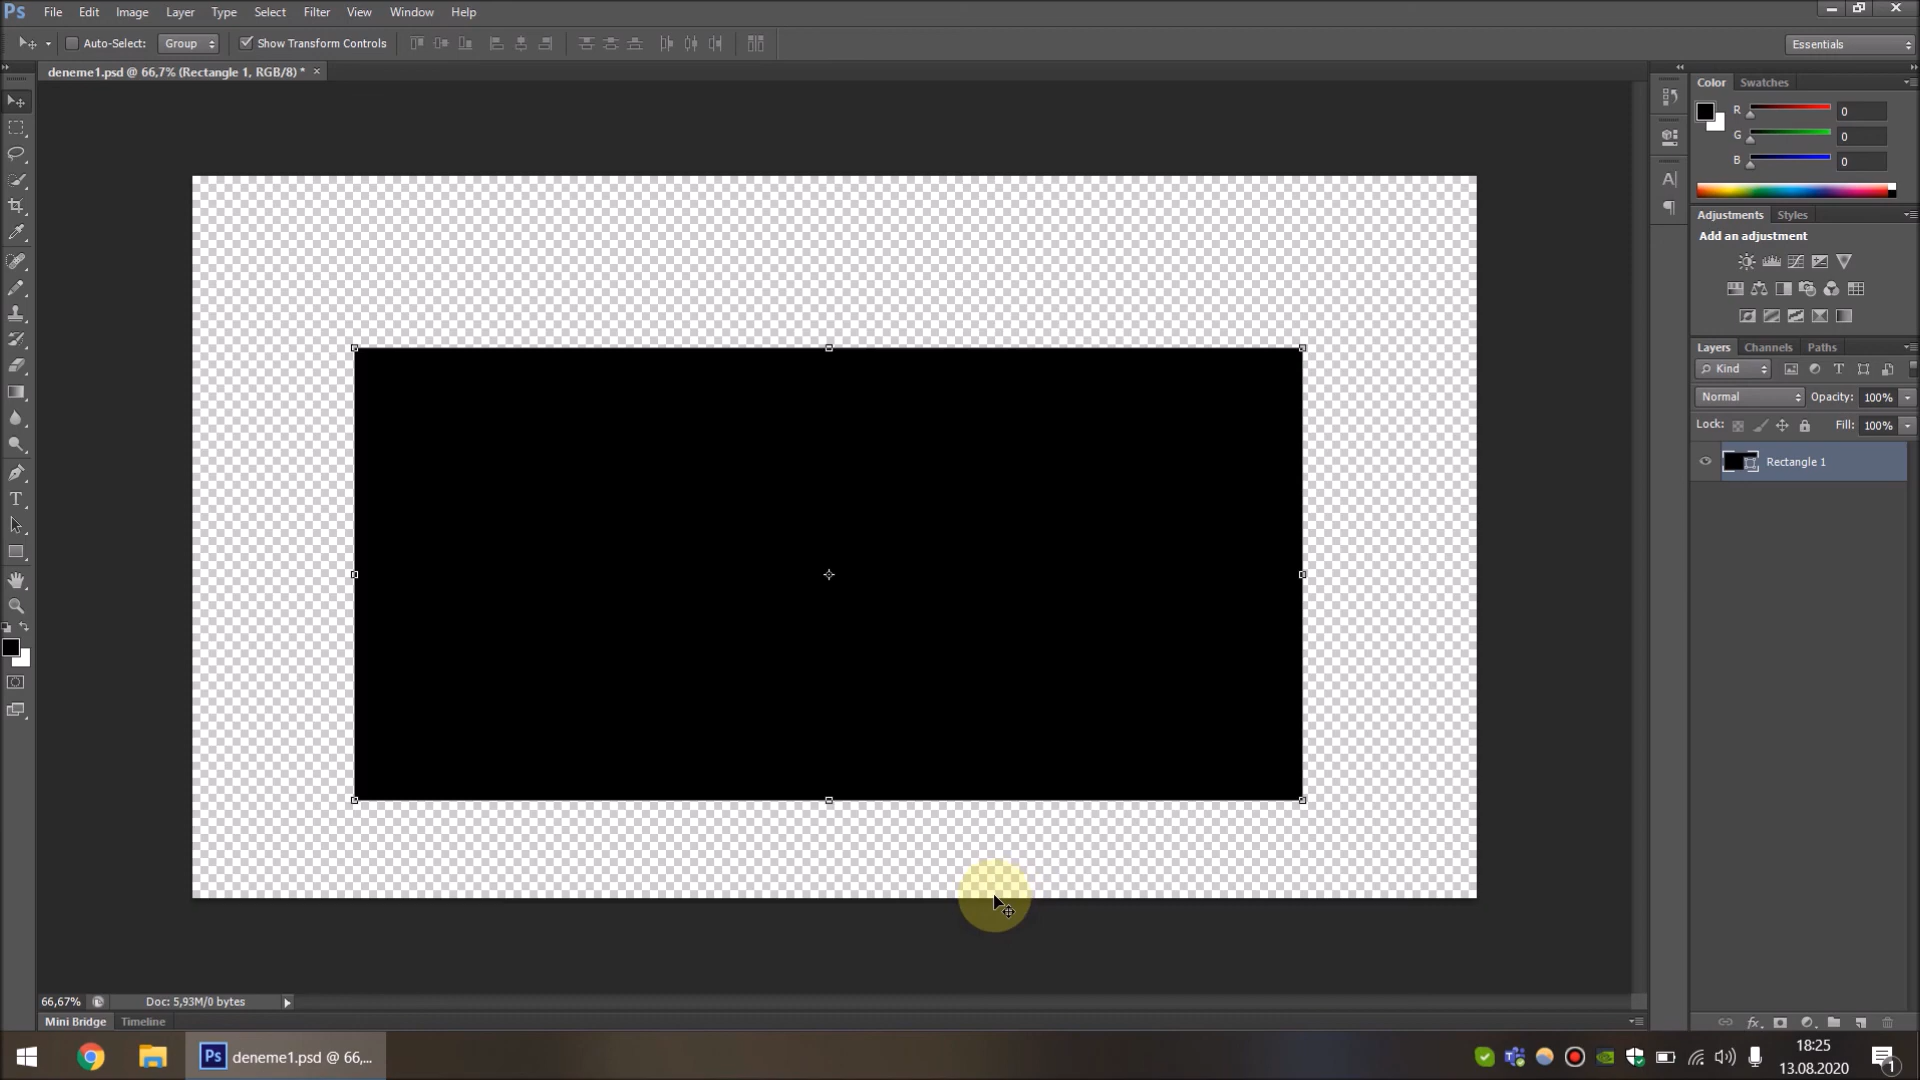 Ps File Edit Image Layer Type Select Filter View Window Help
Auto-Select: Group Show Transform Controls Essentials
deneme1.psd @ 66,7% (Rectangle 1, RGB/8) * ×
Color Swatches
R 0
G 0
B 0
Adjustments Styles
Add an adjustment
Layers Channels Paths
Kind
Normal Opacity: 100%
Lock: Fill: 100%
Rectangle 1
66,67% Doc: 5,93M/0 bytes
Mini Bridge Timeline
Ps deneme1.psd @ 66,...
18:25
13.08.2020
1